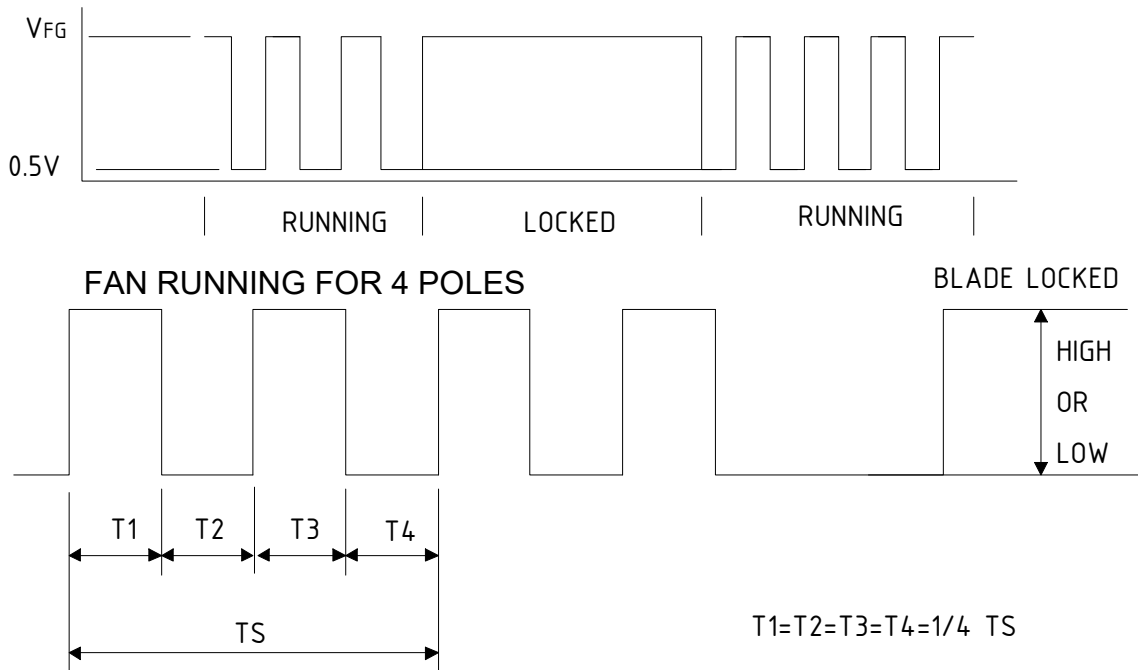 VFG
0.5V
RUNNING LOCKED RUNNING
FAN RUNNING FOR 4 POLES
BLADE LOCKED
HIGH
OR
LOW
T1 T2 T3 T4
TS
T1=T2=T3=T4=1/4 TS